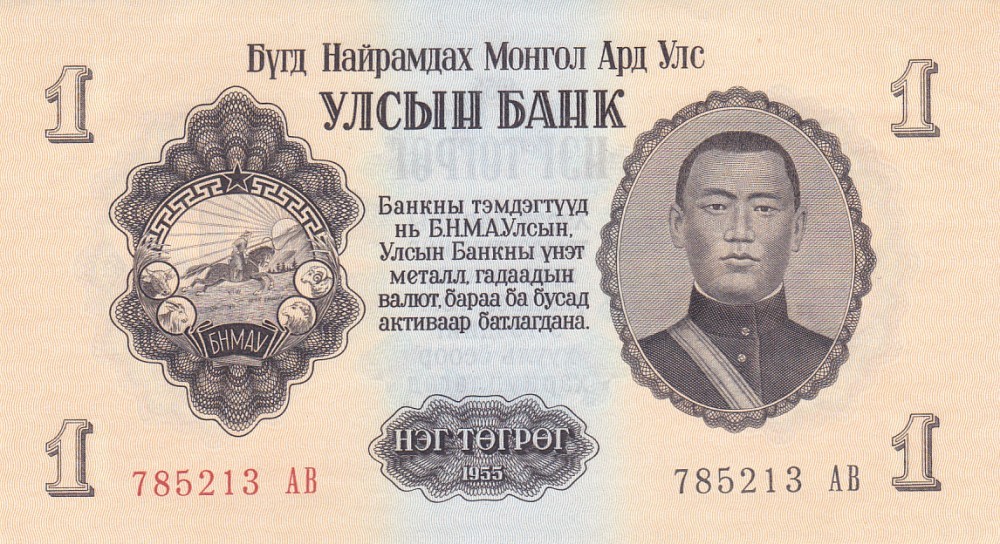 1
Бүгд Найрамдах Монгол Ард Улс
1
УЛСЫН БАНК
Банкны тэмдэгтүүд
нь Б.Н.М.А.Улсын,
Улсын Банкны үнэт
металл, гадаадын
валют, бараа ба бусад
активаар батлагдана.
БНМАУ
1
НЭГ ТӨГРӨГ
1955
1
785213 АВ
785213 АВ